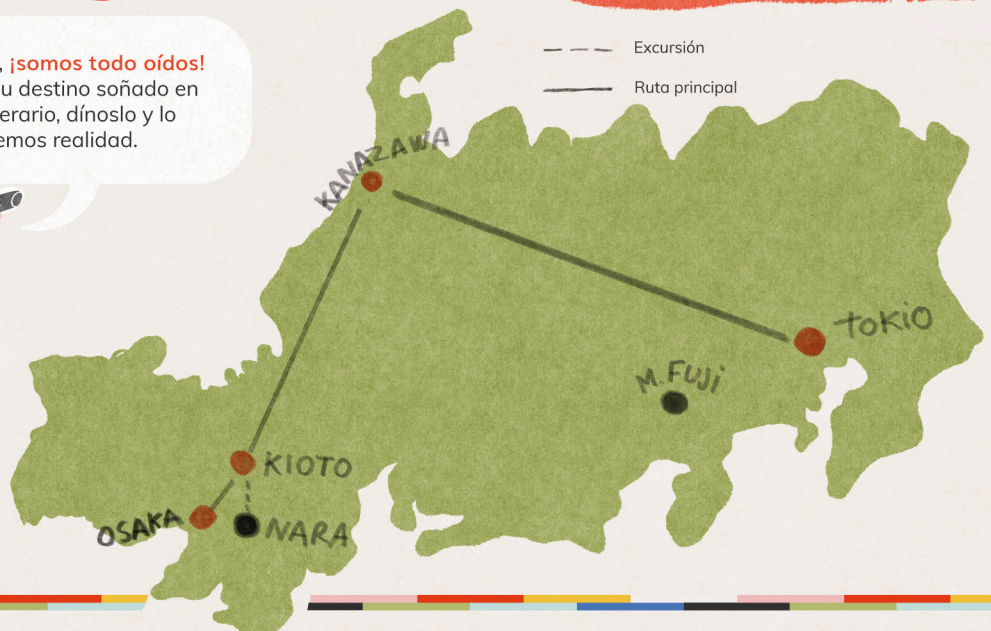 , ¡somos todo oídos!
u destino soñado en
erario, dínoslo y lo
emos realidad.
Excursión
Ruta principal
KANAZAWA
TOKIO
M. FUJI
KIOTO
OSAKA
NARA